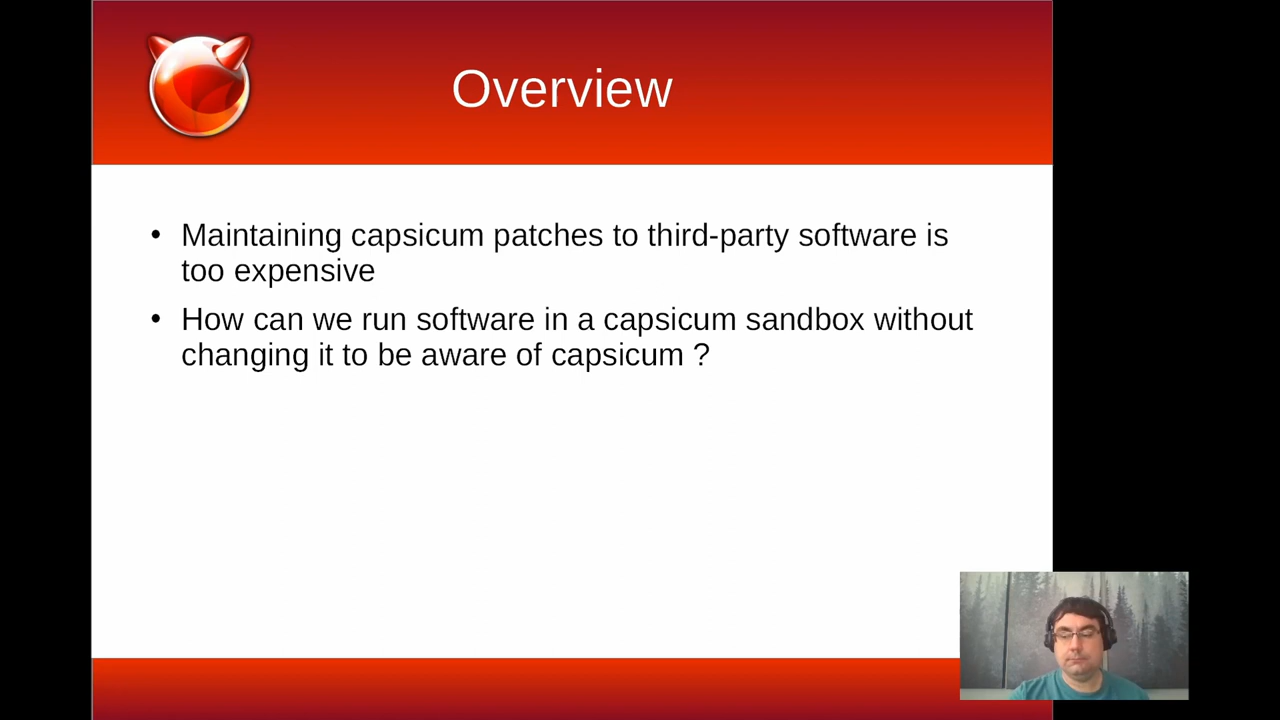 Overview
• Maintaining capsicum patches to third-party software is
too expensive
• How can we run software in a capsicum sandbox without
changing it to be aware of capsicum ?